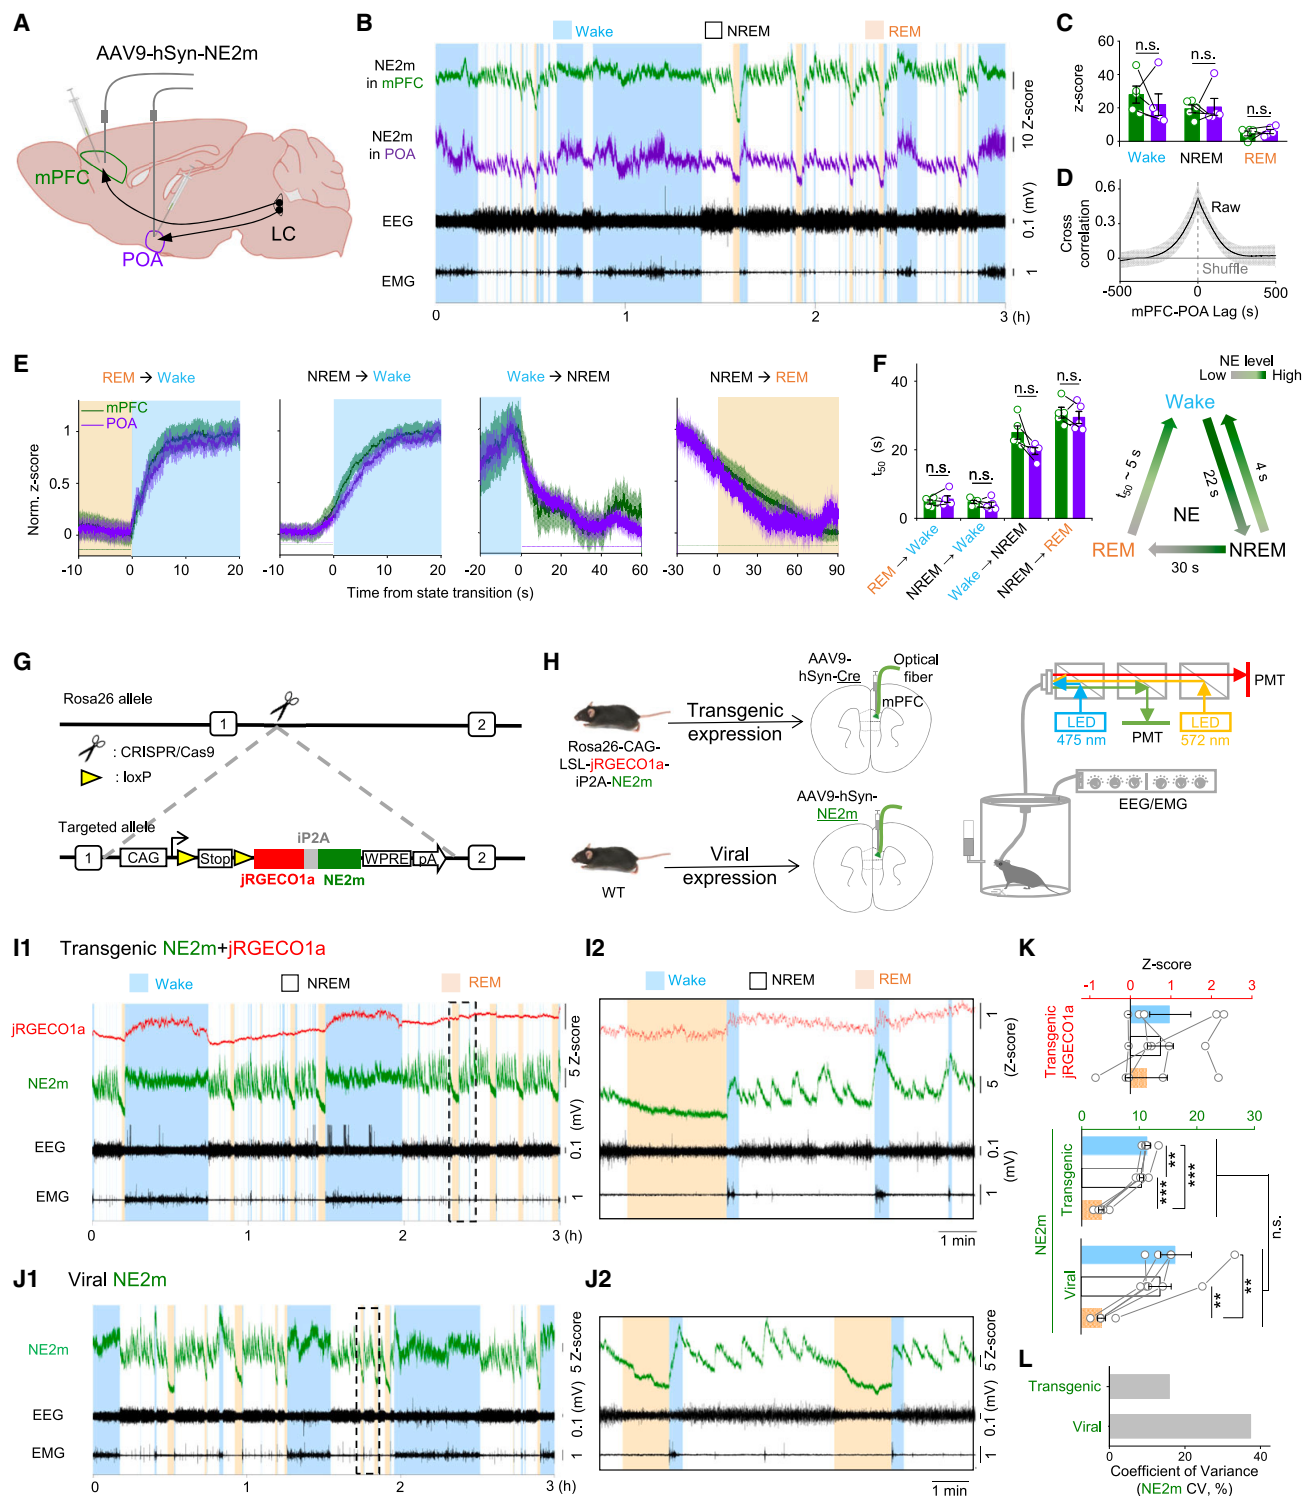 A
AAV9-hSyn-NE2m
mPFC
POA
LC
B
Wake
NREM
REM
NE2m
in mPFC
NE2m
in POA
EEG
EMG
10 Z-score
0.1 (mV)
1
0
1
2
3 (h)
C
z-score
60
40
20
0
n.s.
n.s.
n.s.
Wake
NREM
REM
D
Cross
correlation
0.6
0.3
0
Raw
Shuffle
-500
0
500
mPFC-POA Lag (s)
E
REM → Wake
NREM → Wake
Wake → NREM
NREM → REM
mPFC
POA
Norm. z-score
1
0.5
0
-10
0
10
20
-10
0
10
20
-20
0
20
40
60
-30
0
30
60
90
Time from state transition (s)
F
t50 (s)
40
20
0
n.s.
n.s.
n.s.
n.s.
REM → Wake
NREM → Wake
Wake → NREM
NREM → REM
NE level
Low
High
Wake
t50 ~ 5 s
22 s
4 s
NE
REM
NREM
30 s
G
Rosa26 allele
1
2
: CRISPR/Cas9
: loxP
Targeted allele
iP2A
1
CAG
Stop
WPRE
pA
2
jRGECO1a
NE2m
H
AAV9-
hSyn-Cre
Optical
fiber
mPFC
Transgenic
expression
Rosa26-CAG-
LSL-jRGECO1a-
iP2A-NE2m
AAV9-hSyn-
NE2m
Viral
expression
WT
PMT
LED
475 nm
PMT
LED
572 nm
EEG/EMG
I1
Transgenic NE2m+jRGECO1a
Wake
NREM
REM
jRGECO1a
NE2m
EEG
EMG
5 Z-score
0.1 (mV)
1
0
1
2
3 (h)
I2
Wake
NREM
REM
1
5
(Z-score)
0.1
(mV)
1
1 min
J1
Viral NE2m
NE2m
EEG
EMG
5 Z-score
0.1 (mV)
1
0
1
2
3 (h)
J2
1 min
K
Z-score
-1
0
1
2
3
Transgenic
jRGECO1a
0
10
20
30
NE2m
Transgenic
**
***
***
Viral
**
**
n.s.
L
Transgenic
Viral
0
20
40
Coefficient of Variance
(NE2m CV, %)